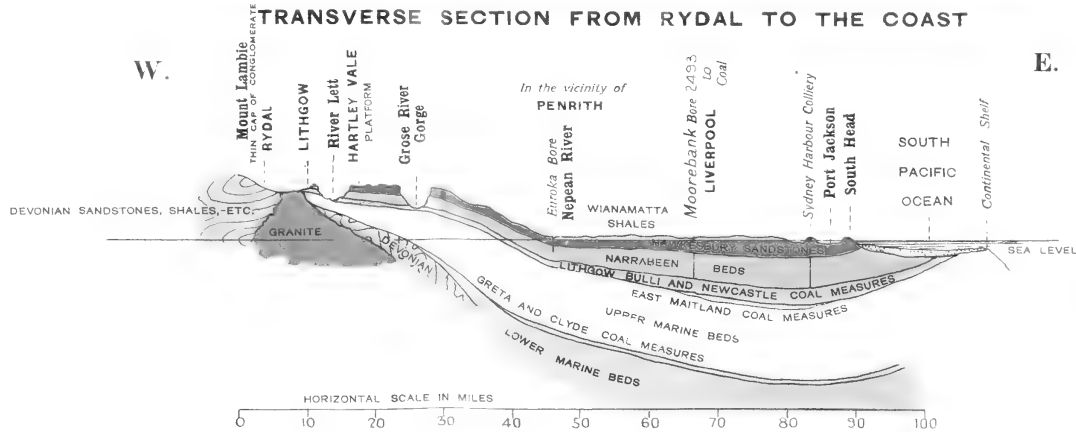 TRANSVERSE SECTION FROM RYDAL TO THE COAST
W.
E.
Mount Lambie
THIN CAP OF CONGLOMERATE
RYDAL
LITHGOW
River Lett
HARTLEY VALE
PLATFORM
Grose River
Gorge
In the vicinity of
PENRITH
Euroka Bore
Nepean River
Moorebank Bore 2493
to
Coal
LIVERPOOL
Sydney Harbour Colliery
Port Jackson
South Head
SOUTH
PACIFIC
OCEAN
Continental Shelf
DEVONIAN SANDSTONES, SHALES, ETC.
GRANITE
DEVONIAN
WIANAMATTA
SHALES
HAWKESBURY SANDSTONES
SEA LEVEL
NARRABEEN BEDS
LITHGOW BULLI AND NEWCASTLE COAL MEASURES
EAST MAITLAND COAL MEASURES
UPPER MARINE BEDS
GRETA AND CLYDE COAL MEASURES
LOWER MARINE BEDS
HORIZONTAL SCALE IN MILES
0 10 20 30 40 50 60 70 80 90 100